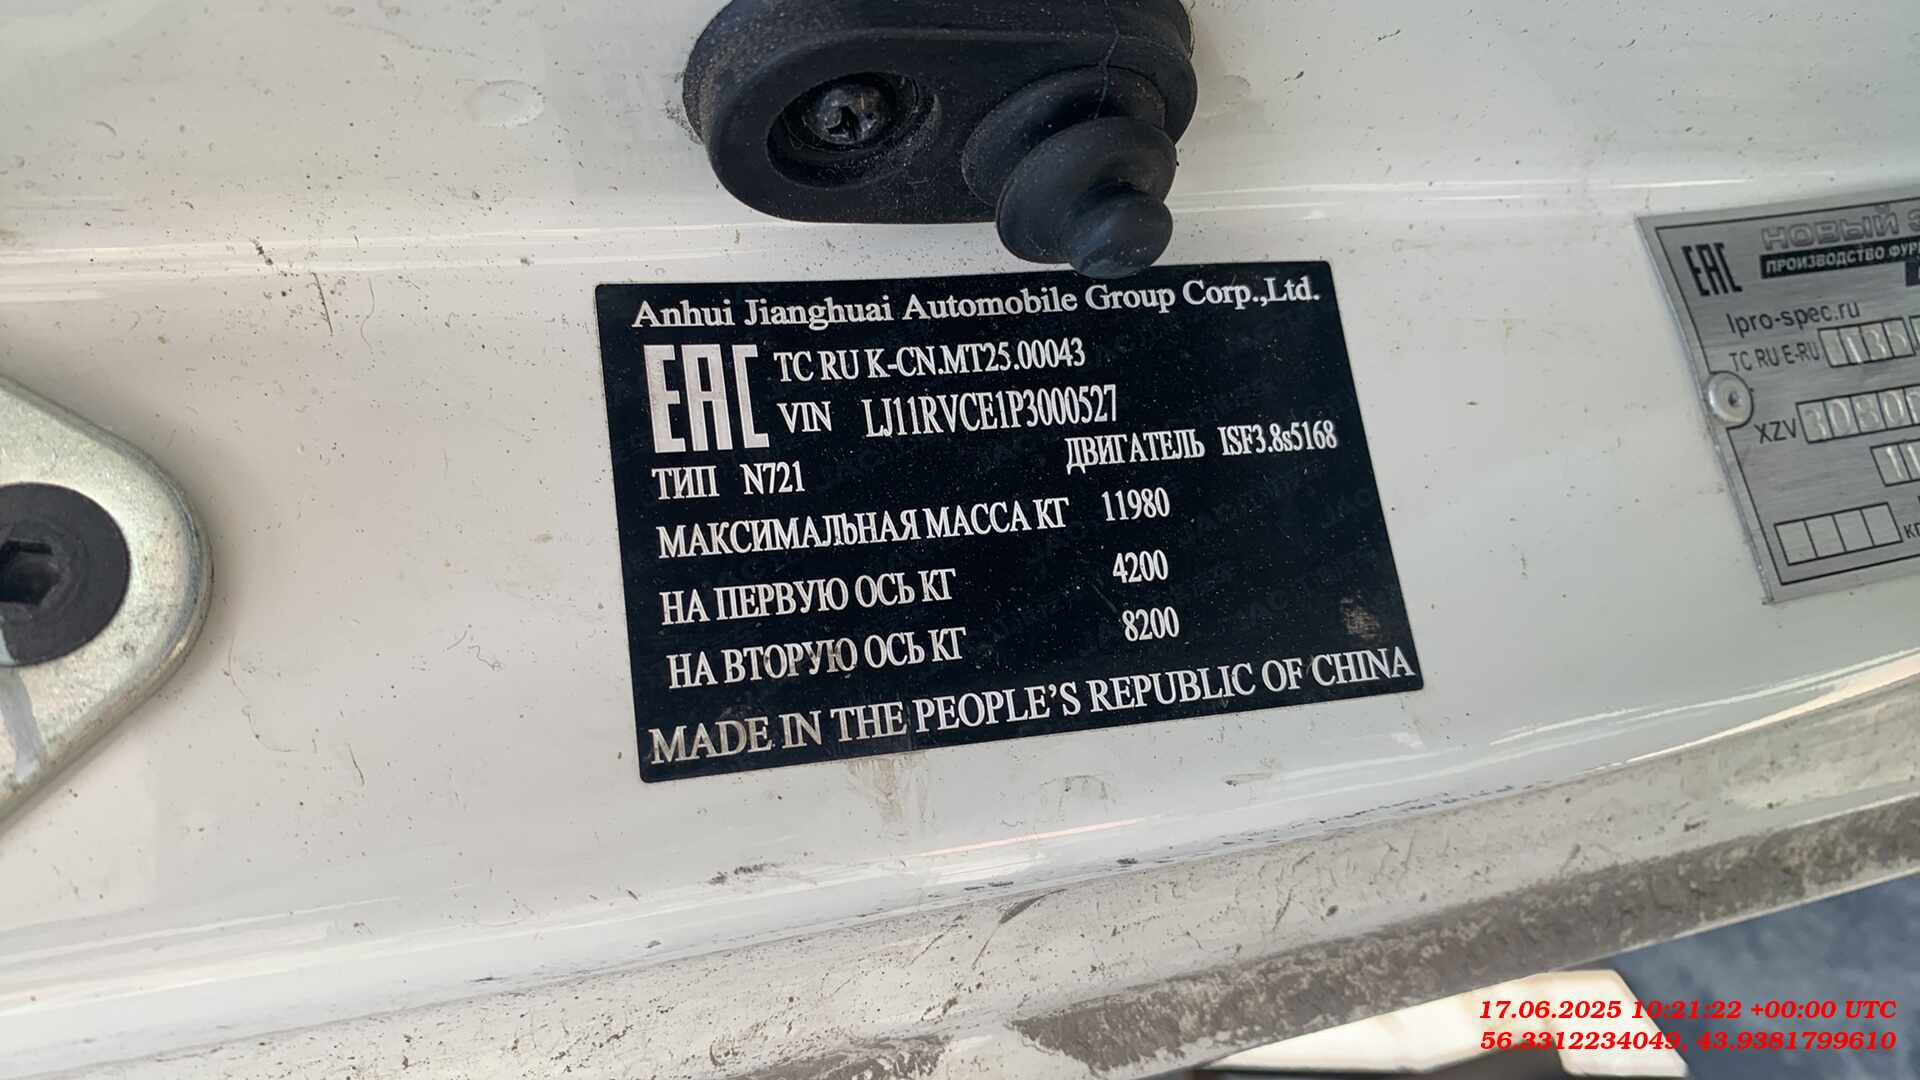 Anhui Jianghuai Automobile Group Corp.,Ltd.
EAC TC RU K-CN.MT25.00043
VIN LJ11RVCE1P3000527
ТИП N721 ДВИГАТЕЛЬ ISF3.8s5168
МАКСИМАЛЬНАЯ МАССА КГ 11980
НА ПЕРВУЮ ОСЬ КГ 4200
НА ВТОРУЮ ОСЬ КГ 8200
MADE IN THE PEOPLE'S REPUBLIC OF CHINA
EAC НОВЫЙ
ПРОИЗВОДСТВО
lpro-spec.ru
TC RU E-RU
XZV
17.06.2025 10:21:22 +00:00 UTC
56.3312234049, 43.9381799610